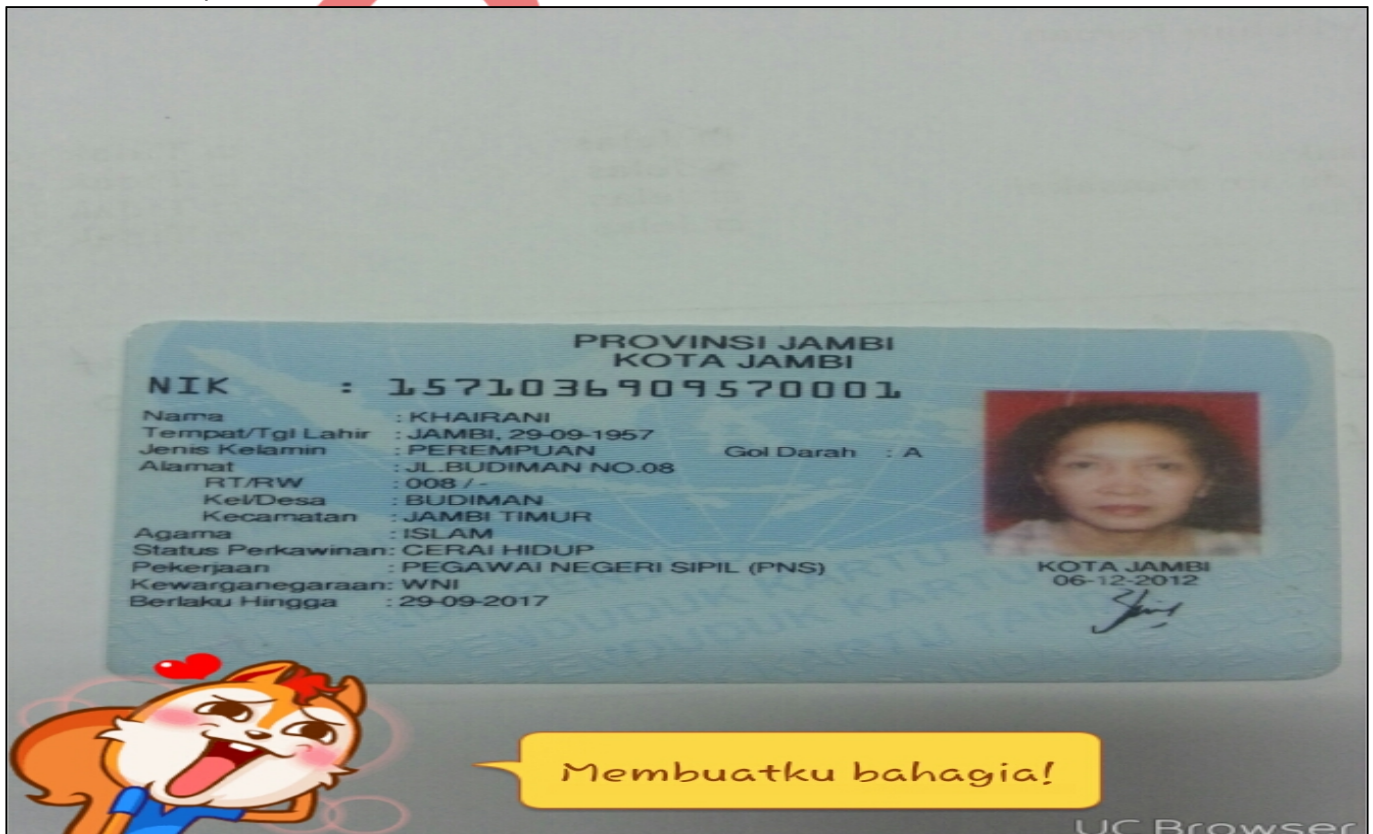 PROVINSI JAMBI
KOTA JAMBI
NIK : 1571036909570001
Nama : KHAIRANI
Tempat/Tgl Lahir : JAMBI, 29-09-1957
Jenis Kelamin : PEREMPUAN Gol Darah : A
Alamat : JL.BUDIMAN NO.08
RT/RW : 008 / -
Kel/Desa : BUDIMAN
Kecamatan : JAMBI TIMUR
Agama : ISLAM
Status Perkawinan: CERAI HIDUP
Pekerjaan : PEGAWAI NEGERI SIPIL (PNS)
Kewarganegaraan: WNI
Berlaku Hingga : 29-09-2017
KOTA JAMBI
06-12-2012
Membuatku bahagia!
UC Browser